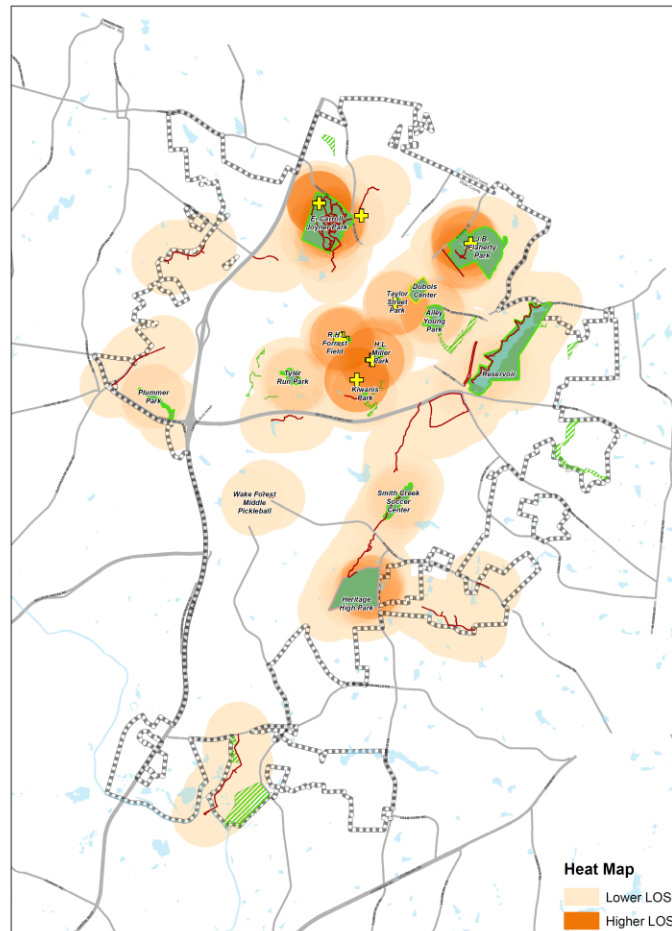 E. Carroll
Joyner Park
J.B.
Flaherty
Park
Dubois
Center
Taylor
Street
Park
Alley
Young
Park
R.H.
Forrest
Field
H.L.
Miller
Park
Reservoir
Tyler
Run Park
Kiwanis
Park
Plummer
Park
Wake Forest
Middle
Pickleball
Smith Creek
Soccer
Center
Heritage
High Park
Heat Map
Lower LOS
Higher LOS